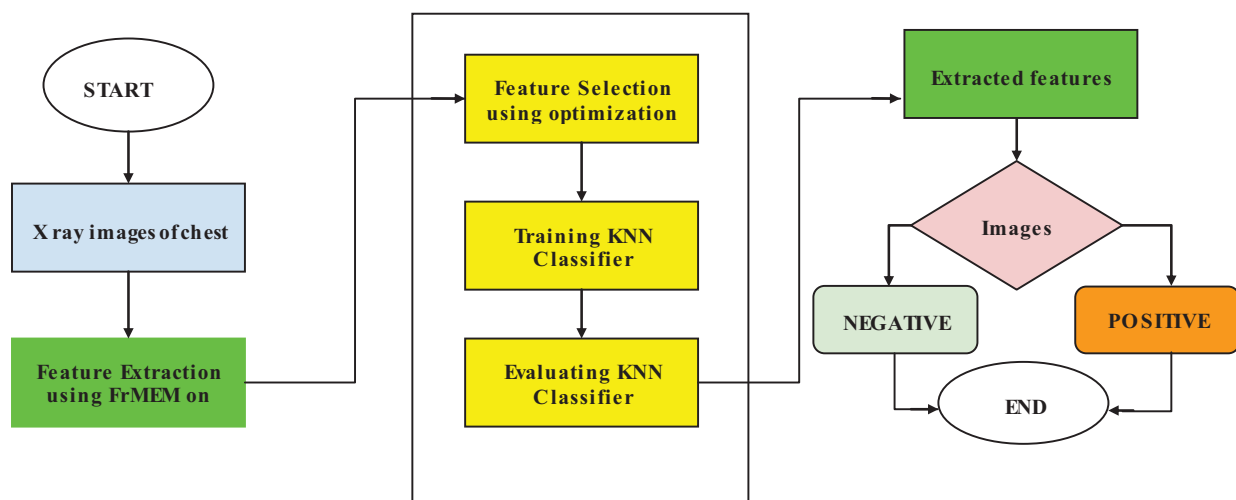 START
X ray images of chest
Feature Extraction
using FrMEM on
Feature Selection
using optimization
Training KNN
Classifier
Evaluating KNN
Classifier
Extracted features
Images
NEGATIVE
POSITIVE
END